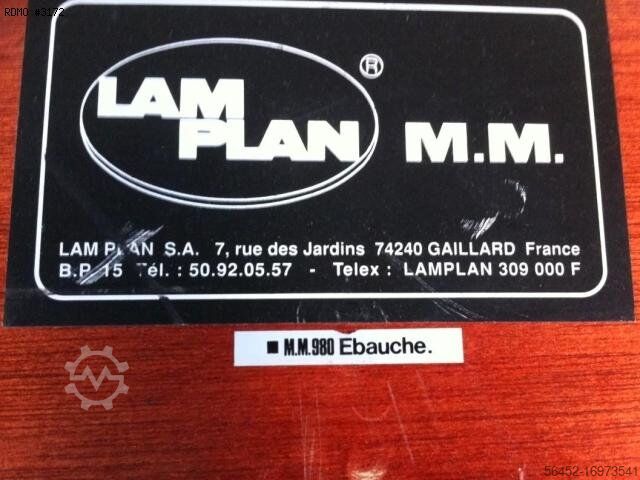 RDMO #3172
LAM
PLAN ®
M.M.
LAM PLAN S.A. 7, rue des Jardins 74240 GAILLARD France
B.P. 15 Tél. : 50.92.05.57 - Telex : LAMPLAN 309 000 F
■ M.M.980 Ebauche.
56452-16973541